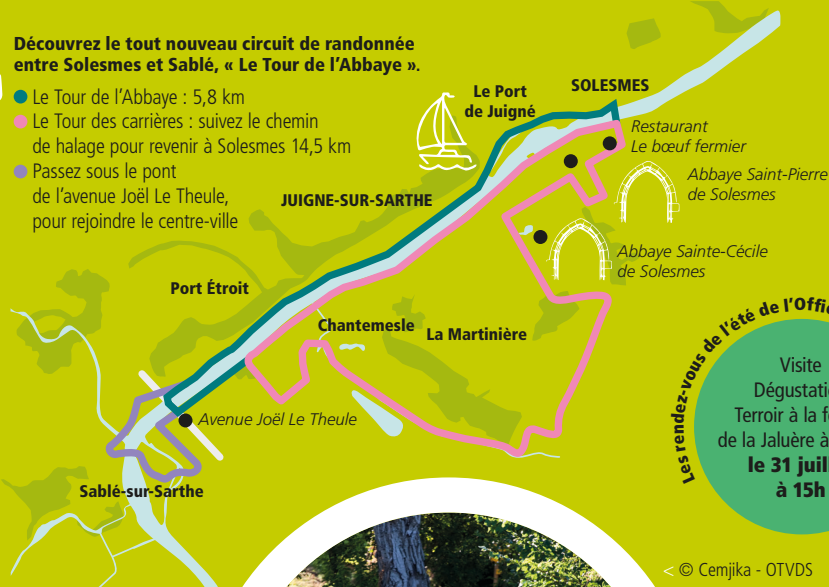 Découvrez le tout nouveau circuit de randonnée
entre Solesmes et Sablé, « Le Tour de l'Abbaye ».
Le Tour de l'Abbaye : 5,8 km
Le Tour des carrières : suivez le chemin
de halage pour revenir à Solesmes 14,5 km
Passez sous le pont
de l'avenue Joël Le Theule,
pour rejoindre le centre-ville
Le Port
de Juigné
SOLESMES
Restaurant
Le bœuf fermier
Abbaye Saint-Pierre
de Solesmes
JUIGNE-SUR-SARTHE
Abbaye Sainte-Cécile
de Solesmes
Port Étroit
Chantemesle
La Martinière
Avenue Joël Le Theule
Sablé-sur-Sarthe
Les rendez-vous de l'été de l'Offic
Visite
Dégustati
Terroir à la f
de la Jaluère à
le 31 juil
à 15h
< © Cemjika - OTVDS